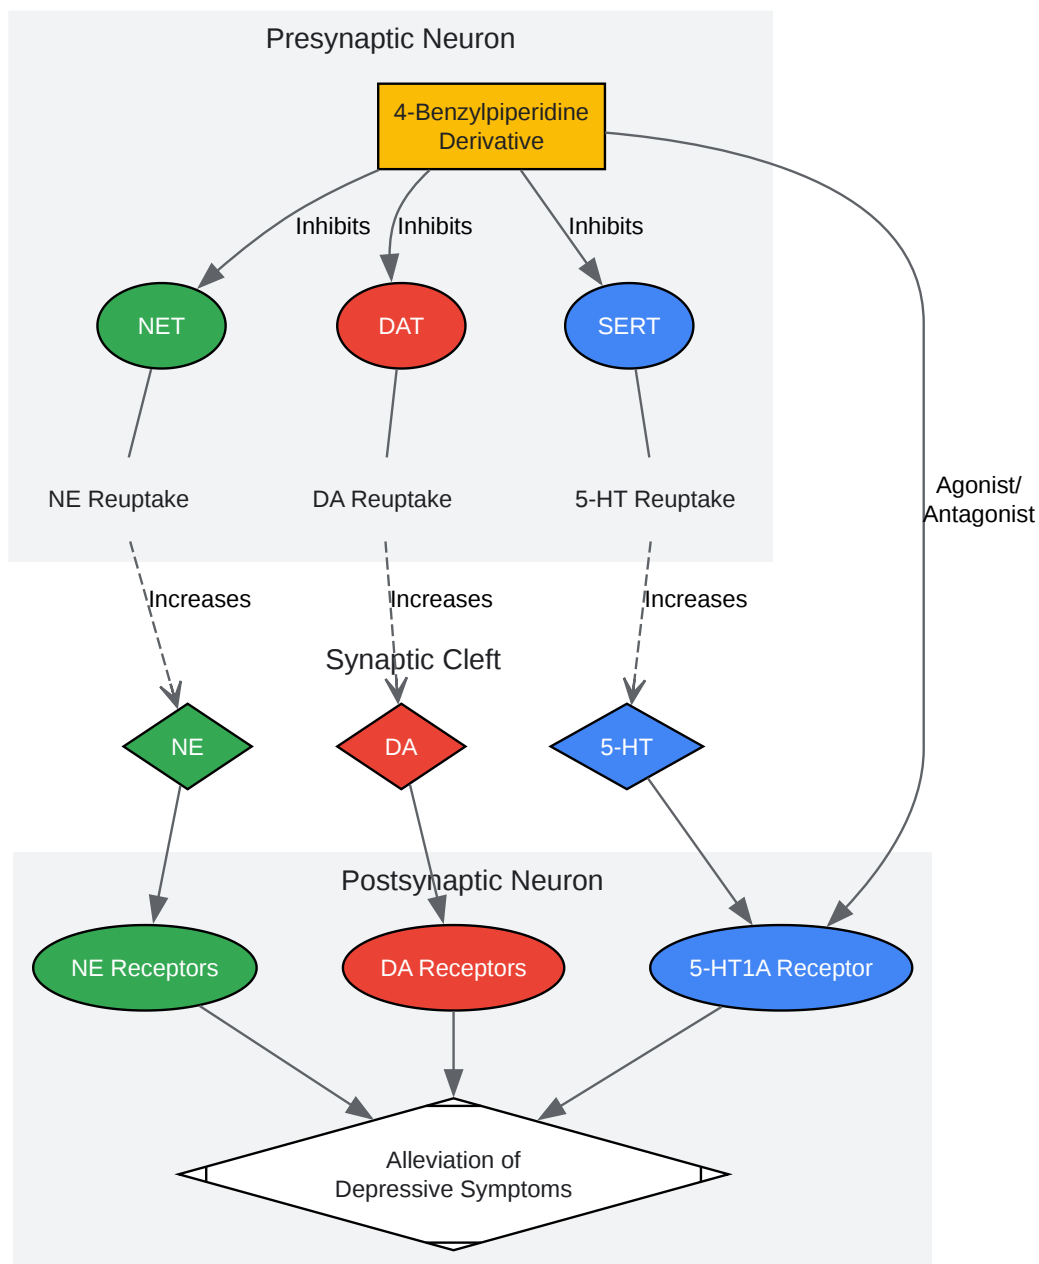 Presynaptic Neuron
4-Benzylpiperidine
Derivative
Inhibits
Inhibits
Inhibits
NET
DAT
SERT
NE Reuptake
DA Reuptake
5-HT Reuptake
Agonist/
Antagonist
Increases
Increases
Increases
Synaptic Cleft
NE
DA
5-HT
Postsynaptic Neuron
NE Receptors
DA Receptors
5-HT1A Receptor
Alleviation of
Depressive Symptoms